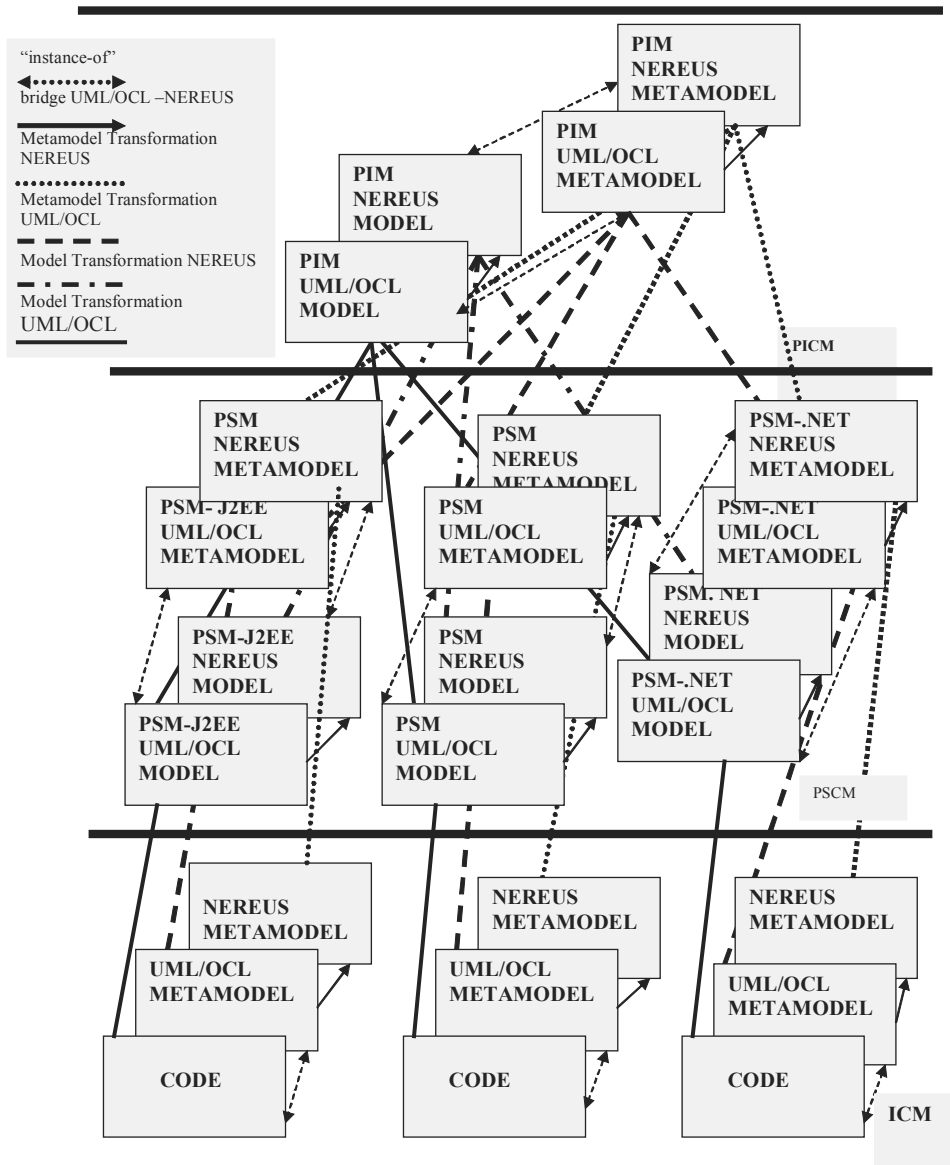 “instance-of”
bridge UML/OCL –NEREUS
Metamodel Transformation
NEREUS
Metamodel Transformation
UML/OCL
Model Transformation NEREUS
Model Transformation
UML/OCL
PIM
NEREUS
METAMODEL
PIM
UML/OCL
METAMODEL
PIM
NEREUS
MODEL
PIM
UML/OCL
MODEL
PICM
PSM
NEREUS
METAMODEL
PSM- J2EE
UML/OCL
METAMODEL
PSM-J2EE
NEREUS
MODEL
PSM-J2EE
UML/OCL
MODEL
PSM
NEREUS
METAMODEL
PSM
UML/OCL
METAMODEL
PSM
NEREUS
MODEL
PSM
UML/OCL
MODEL
PSM-.NET
NEREUS
METAMODEL
PSM-.NET
UML/OCL
METAMODEL
PSM. NET
NEREUS
MODEL
PSM-.NET
UML/OCL
MODEL
PSCM
NEREUS
METAMODEL
UML/OCL
METAMODEL
CODE
NEREUS
METAMODEL
UML/OCL
METAMODEL
CODE
NEREUS
METAMODEL
UML/OCL
METAMODEL
CODE
ICM